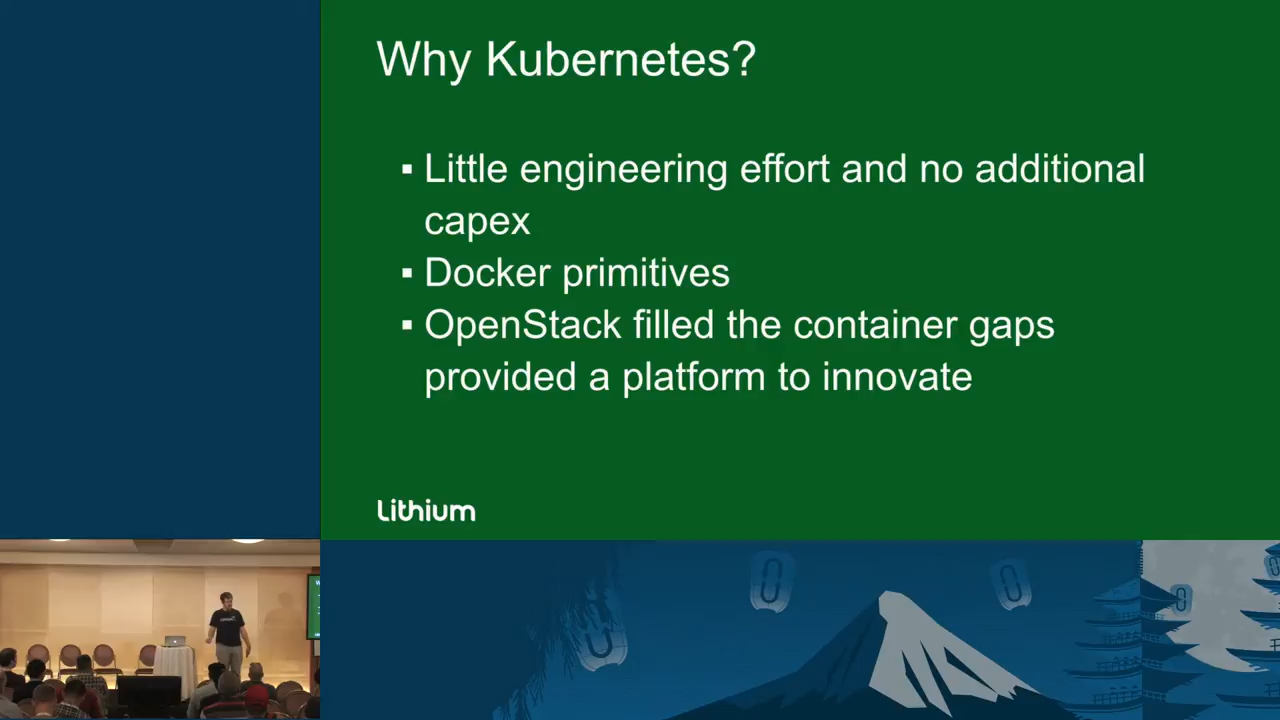 Why Kubernetes?
▪ Little engineering effort and no additional
capex
▪ Docker primitives
▪ OpenStack filled the container gaps
provided a platform to innovate
Lithium